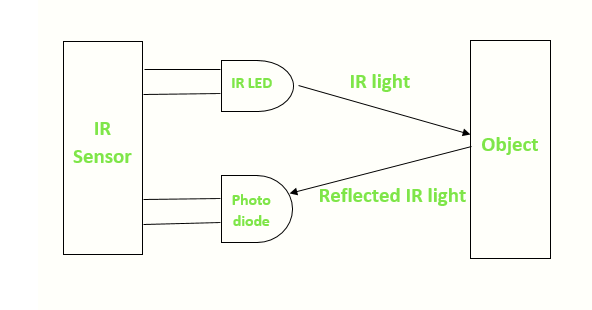 IR
Sensor
IR LED
IR light
Object
Photo
diode
Reflected IR light